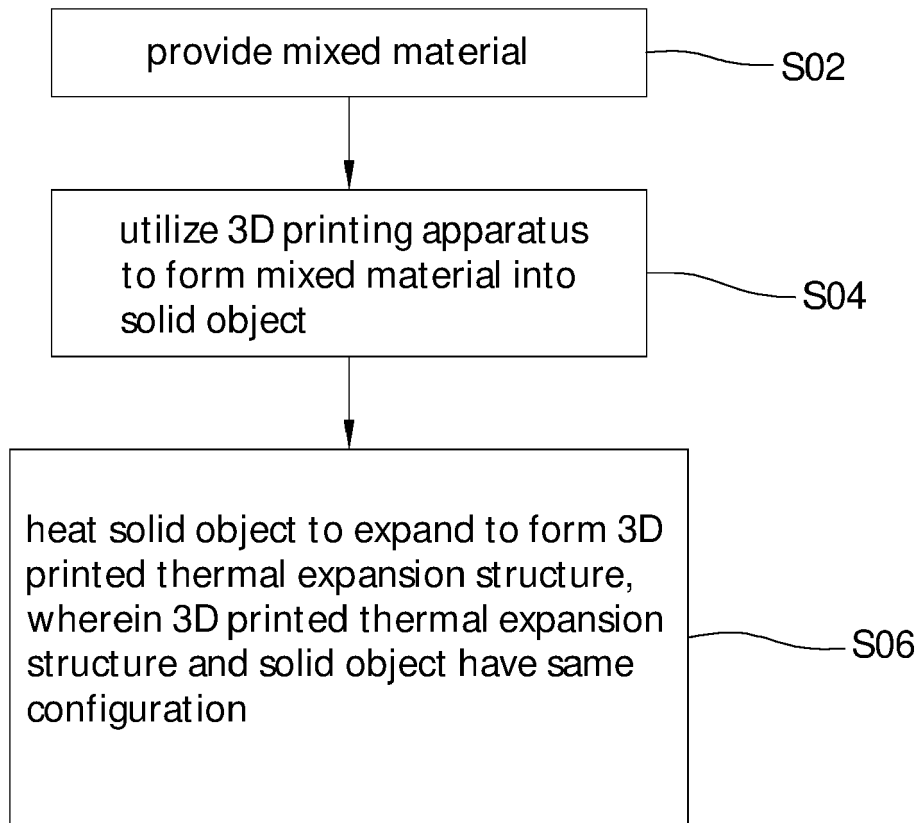 provide mixed material
S02
utilize 3D printing apparatus
to form mixed material into
solid object
S04
heat solid object to expand to form 3D
printed thermal expansion structure,
wherein 3D printed thermal expansion
structure and solid object have same
configuration
S06